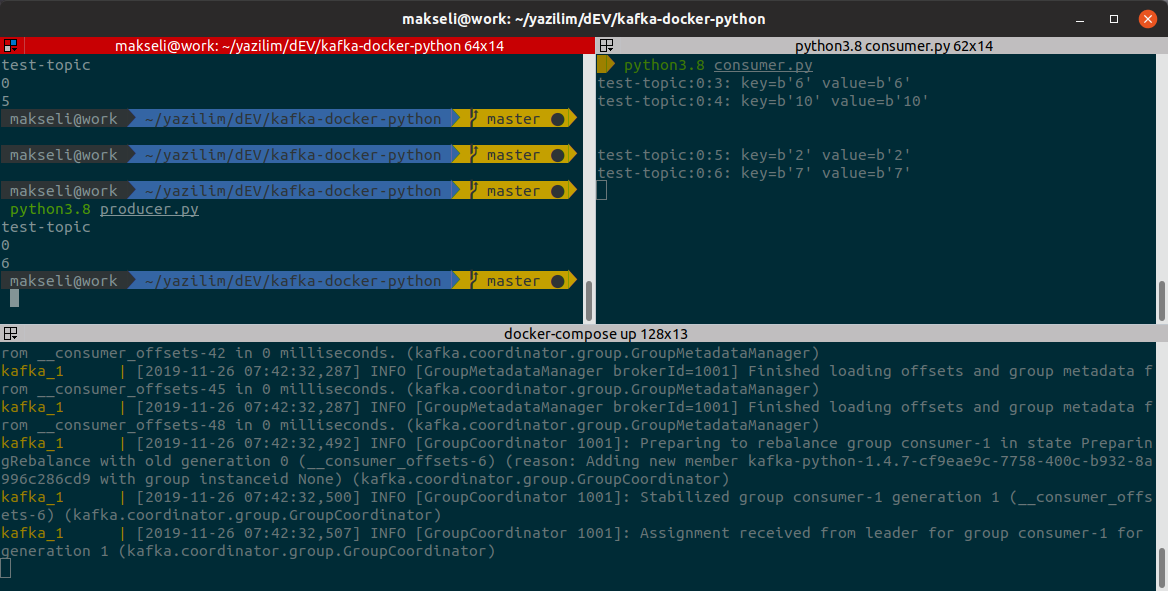 makseli@work: ~/yazilim/dEV/kafka-docker-python
makseli@work: ~/yazilim/dEV/kafka-docker-python 64x14
test-topic
0
5
makseli@work ~/yazilim/dEV/kafka-docker-python master ●
makseli@work ~/yazilim/dEV/kafka-docker-python master ●
makseli@work ~/yazilim/dEV/kafka-docker-python master ●
python3.8 producer.py
test-topic
0
6
makseli@work ~/yazilim/dEV/kafka-docker-python master ●
python3.8 consumer.py 62x14
python3.8 consumer.py
test-topic:0:3: key=b'6' value=b'6'
test-topic:0:4: key=b'10' value=b'10'
test-topic:0:5: key=b'2' value=b'2'
test-topic:0:6: key=b'7' value=b'7'
docker-compose up 128x13
rom __consumer_offsets-42 in 0 milliseconds. (kafka.coordinator.group.GroupMetadataManager)
kafka_1 | [2019-11-26 07:42:32,287] INFO [GroupMetadataManager brokerId=1001] Finished loading offsets and group metadata f
rom __consumer_offsets-45 in 0 milliseconds. (kafka.coordinator.group.GroupMetadataManager)
kafka_1 | [2019-11-26 07:42:32,287] INFO [GroupMetadataManager brokerId=1001] Finished loading offsets and group metadata f
rom __consumer_offsets-48 in 0 milliseconds. (kafka.coordinator.group.GroupMetadataManager)
kafka_1 | [2019-11-26 07:42:32,492] INFO [GroupCoordinator 1001]: Preparing to rebalance group consumer-1 in state Preparin
gRebalance with old generation 0 (__consumer_offsets-6) (reason: Adding new member kafka-python-1.4.7-cf9eae9c-7758-400c-b932-8a
996c286cd9 with group instanceid None) (kafka.coordinator.group.GroupCoordinator)
kafka_1 | [2019-11-26 07:42:32,500] INFO [GroupCoordinator 1001]: Stabilized group consumer-1 generation 1 (__consumer_offs
ets-6) (kafka.coordinator.group.GroupCoordinator)
kafka_1 | [2019-11-26 07:42:32,507] INFO [GroupCoordinator 1001]: Assignment received from leader for group consumer-1 for
generation 1 (kafka.coordinator.group.GroupCoordinator)